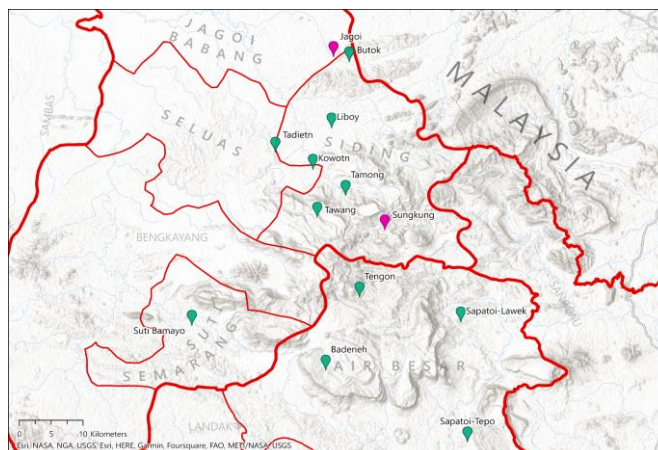 JAGOI
BABANG
Jagoi
Butok
MALAYSIA
SAMBAS
SELUAS
Liboy
Tadietn
SIDING
Kowotn
Tamong
Tawang
Sungkung
BENGKAYANG
Tengon
Sapatoi-Lawek
Suti Bamayo
SUTI
SEMARANG
Badeneh
AIR BESAR
Sapatoi-Tepo
LANDAK
0 5 10 Kilometers
Esri, NASA, NGA, USGS, Esri, HERE, Garmin, Foursquare, FAO, METI/NASA, USGS